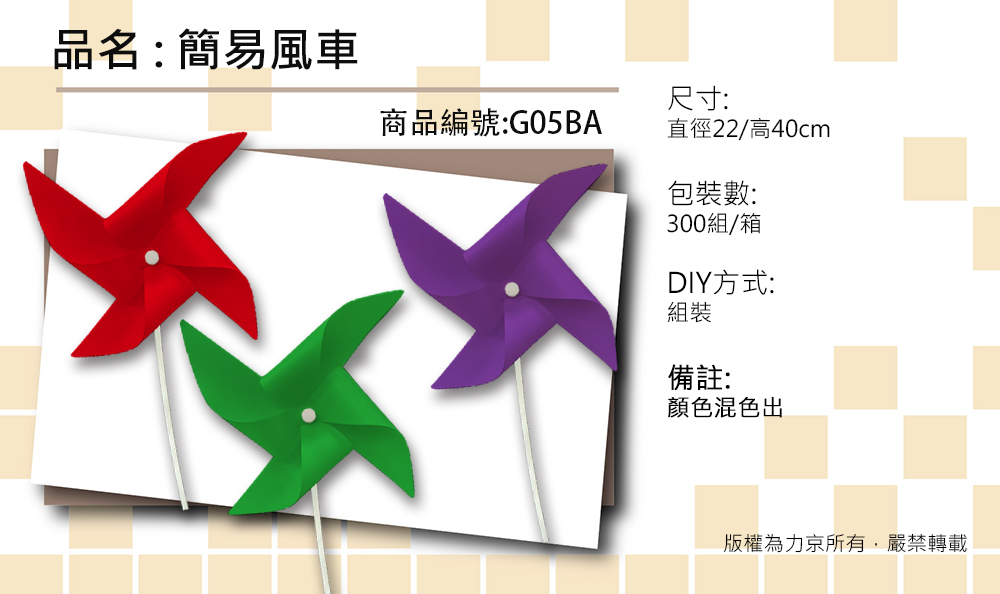 品名 : 簡易風車
商品編號:G05BA
尺寸:
直徑22/高40cm
包裝數:
300組/箱
DIY方式:
組裝
備註:
顏色混色出
版權為力京所有，嚴禁轉載